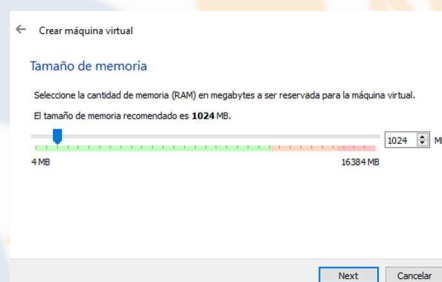 Crear máquina virtual
Tamaño de memoria
Seleccione la cantidad de memoria (RAM) en megabytes a ser reservada para la máquina virtual.
El tamaño de memoria recomendado es 1024 MB.
1024
4 MB
16384 MB
Next
Cancelar